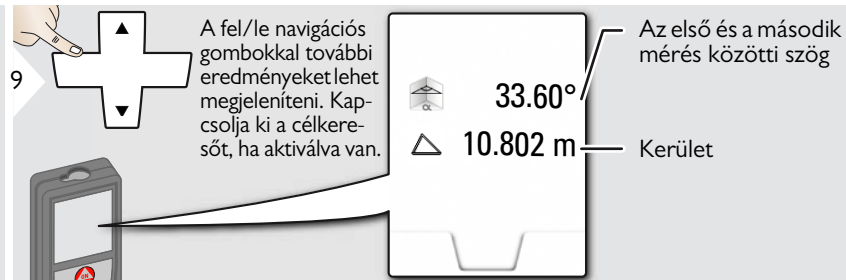 9
A fel/le navigációs
gombokkal további
eredményeket lehet
megjeleníteni. Kap-
csolja ki a célkere-
sőt, ha aktiválva van.
α 33.60°
10.802 m
Az első és a második
mérés közötti szög
Kerület
ON